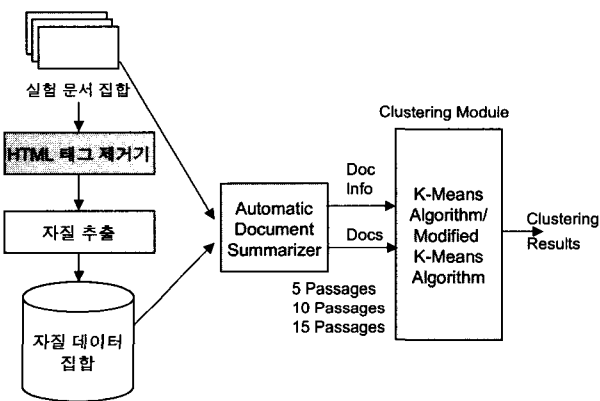 실험 문서 집합
HTML 태그 제거기
자질 추출
자질 데이터
집합
Automatic
Document
Summarizer
Doc
Info
Docs
5 Passages
10 Passages
15 Passages
Clustering Module
K-Means
Algorithm/
Modified
K-Means
Algorithm
Clustering
Results